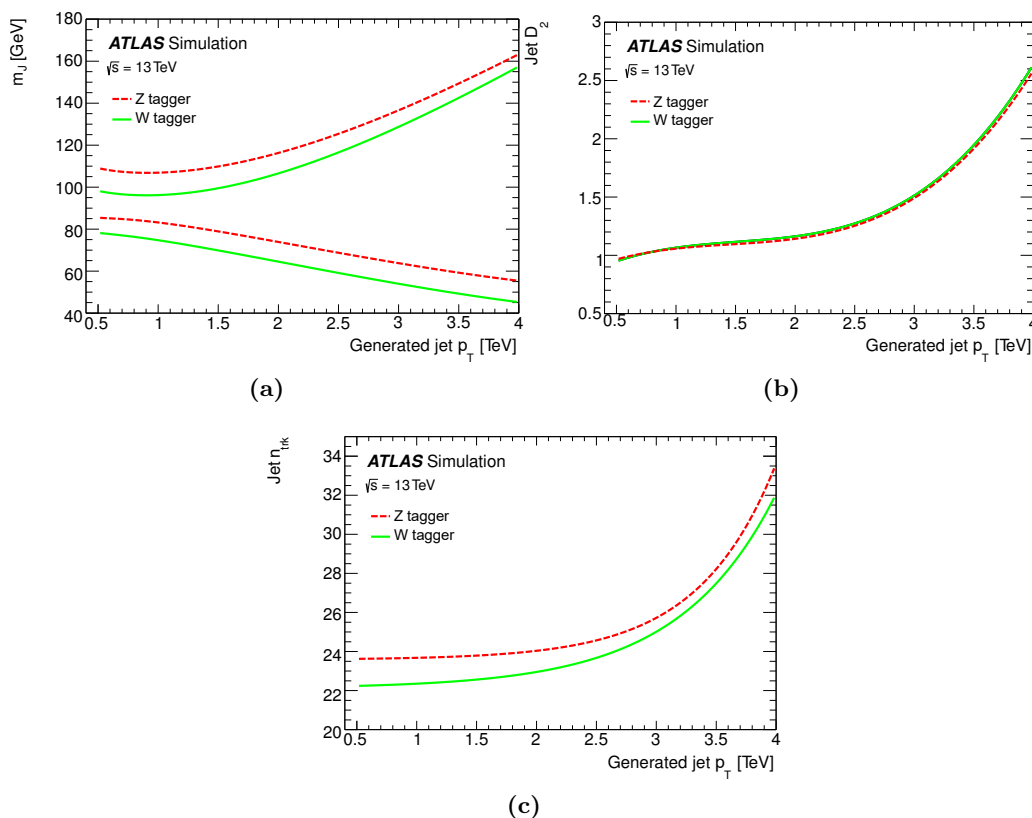 m_J [GeV]
180
160
140
120
100
80
60
40
ATLAS Simulation
√s = 13 TeV
Z tagger
W tagger
0.5 1 1.5 2 2.5 3 3.5 4
Generated jet p_T [TeV]
(a)
Jet D_2
3
2.5
2
1.5
1
0.5
ATLAS Simulation
√s = 13 TeV
Z tagger
W tagger
0.5 1 1.5 2 2.5 3 3.5 4
Generated jet p_T [TeV]
(b)
Jet n_trk
34
32
30
28
26
24
22
20
ATLAS Simulation
√s = 13 TeV
Z tagger
W tagger
0.5 1 1.5 2 2.5 3 3.5 4
Generated jet p_T [TeV]
(c)